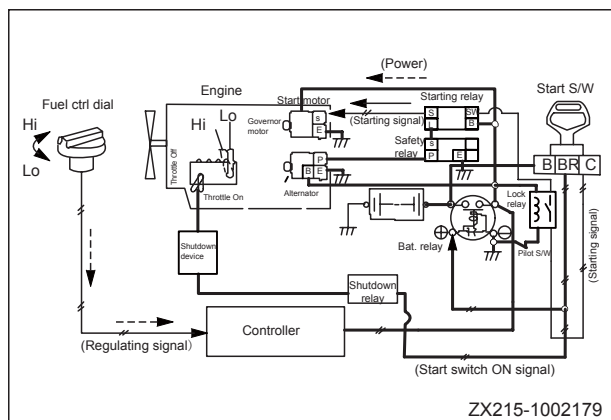 (Power)
Engine
Starting relay
Start S/W
Fuel ctrl dial
Start motor
Lo
Hi
Governor motor
S
E
(Starting signal)
S
SW
L
B
Hi
Lo
Throttle Off
Throttle On
Safety relay
S
P
E
P
B
E
Alternator
B
BR
C
Lock relay
(Starting signal)
Shutdown device
Bat. relay
Pilot S/W
Shutdown relay
Controller
(Regulating signal)
(Start switch ON signal)
ZX215-1002179